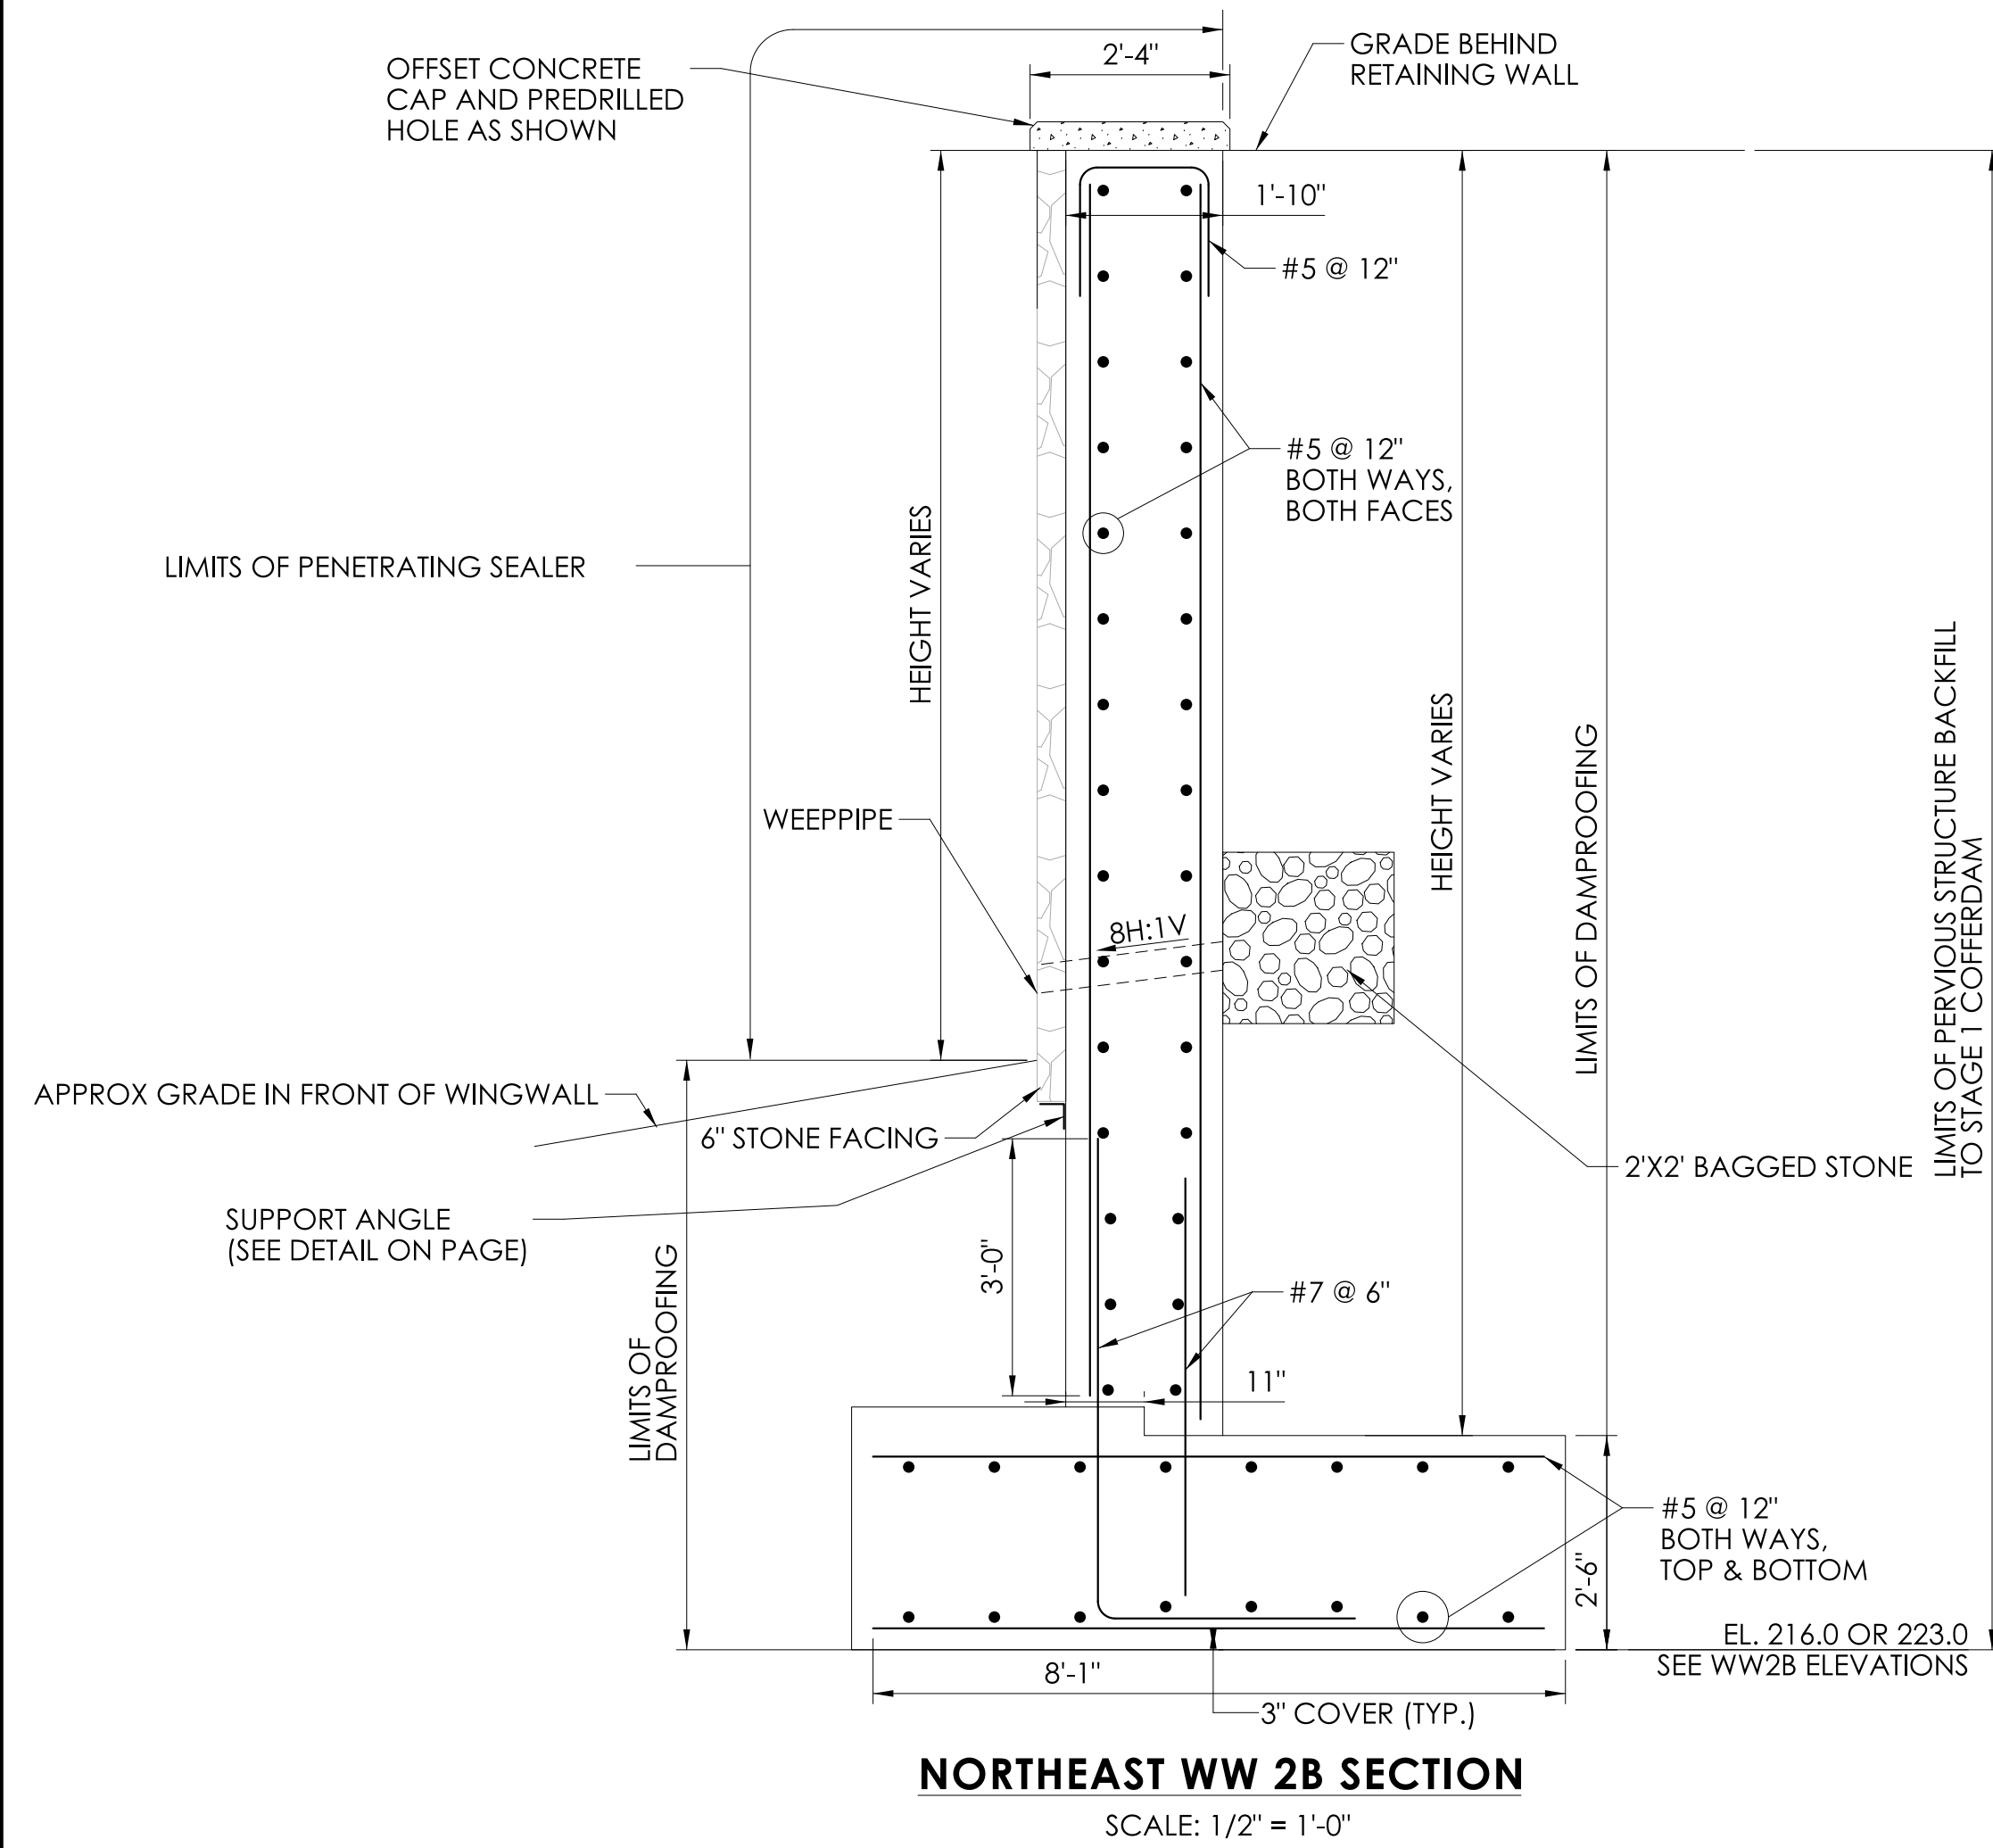 2'-4"
GRADE BEHIND
RETAINING WALL
OFFSET CONCRETE
CAP AND PREDRILLED
HOLE AS SHOWN
1'-10"
#5 @ 12"
#5 @ 12"
BOTH WAYS,
BOTH FACES
HEIGHT VARIES
LIMITS OF PENETRATING SEALER
HEIGHT VARIES
LIMITS OF DAMPROOFING
LIMITS OF PERVIOUS STRUCTURE BACKFILL
TO STAGE 1 COFFERDAM
WEEPPIPE
8H:1V
APPROX GRADE IN FRONT OF WINGWALL
6" STONE FACING
2'X2' BAGGED STONE
SUPPORT ANGLE
(SEE DETAIL ON PAGE)
3'-0"
#7 @ 6"
LIMITS OF
DAMPROOFING
11"
#5 @ 12"
BOTH WAYS,
TOP & BOTTOM
2'-6"
EL. 216.0 OR 223.0
SEE WW2B ELEVATIONS
8'-1"
3" COVER (TYP.)
NORTHEAST WW 2B SECTION
SCALE: 1/2" = 1'-0"